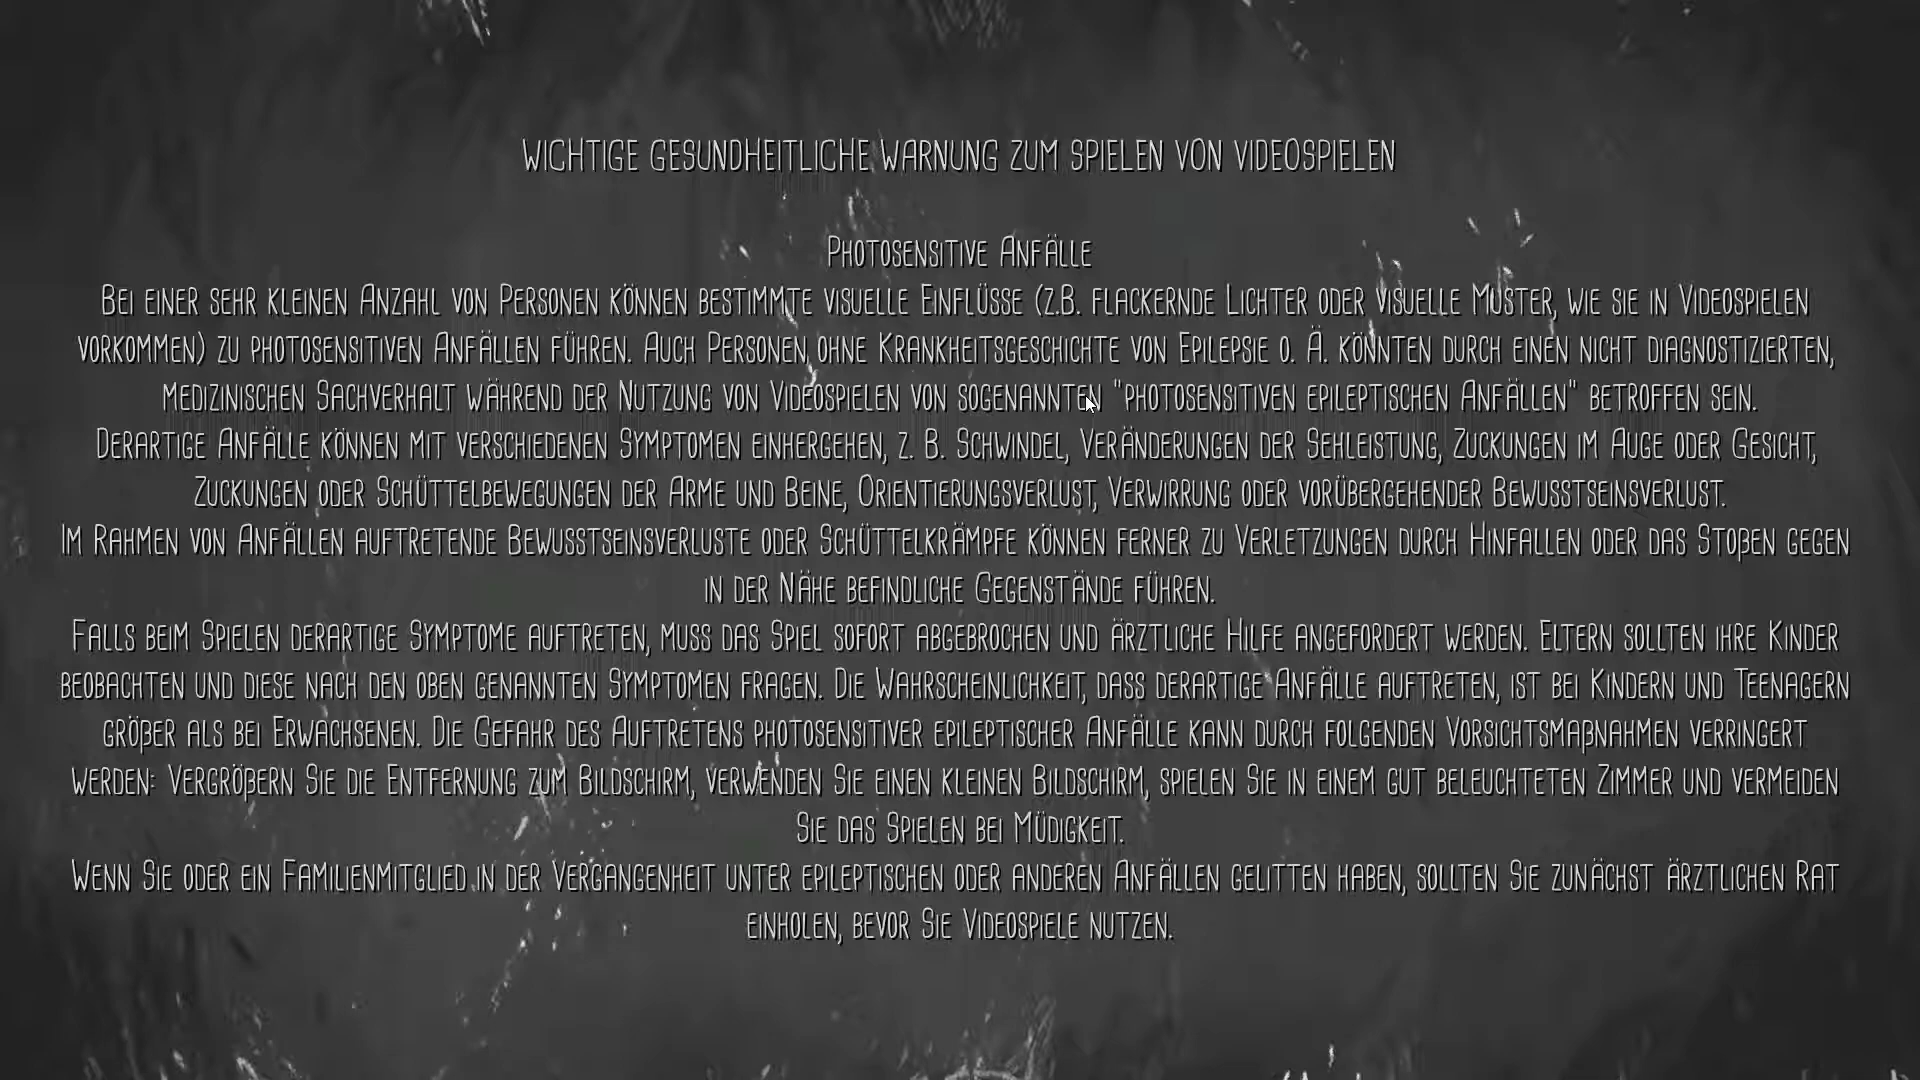 WICHTIGE GESUNDHEITLICHE WARNUNG ZUM SPIELEN VON VIDEOSPIELEN
Photosensitive Anfälle
Bei einer sehr kleinen Anzahl von Personen können bestimmte visuelle Einflüsse (z.B. flackernde Lichter oder visuelle Muster, wie sie in Videospielen
vorkommen) zu photosensitiven Anfällen führen. Auch Personen ohne Krankheitsgeschichte von Epilepsie o. Ä. könnten durch einen nicht diagnostizierten,
medizinischen Sachverhalt während der Nutzung von Videospielen von sogenannten "photosensitiven epileptischen Anfällen" betroffen sein.
Derartige Anfälle können mit verschiedenen Symptomen einhergehen, z. B. Schwindel, Veränderungen der Sehleistung, Zuckungen im Auge oder Gesicht,
Zuckungen oder Schüttelbewegungen der Arme und Beine, Orientierungsverlust, Verwirrung oder vorübergehender Bewusstseinsverlust.
Im Rahmen von Anfällen auftretende Bewusstseinsverluste oder Schüttelkrämpfe können ferner zu Verletzungen durch Hinfallen oder das Stoßen gegen
in der Nähe befindliche Gegenstände führen.
Falls beim Spielen derartige Symptome auftreten, muss das Spiel sofort abgebrochen und ärztliche Hilfe angefordert werden. Eltern sollten ihre Kinder
beobachten und diese nach den oben genannten Symptomen fragen. Die Wahrscheinlichkeit, dass derartige Anfälle auftreten, ist bei Kindern und Teenagern
größer als bei Erwachsenen. Die Gefahr des Auftretens photosensitiver epileptischer Anfälle kann durch folgenden Vorsichtsmaßnahmen verringert
werden: Vergrößern Sie die Entfernung zum Bildschirm, verwenden Sie einen kleinen Bildschirm, spielen Sie in einem gut beleuchteten Zimmer und vermeiden
Sie das Spielen bei Müdigkeit.
Wenn Sie oder ein Familienmitglied in der Vergangenheit unter epileptischen oder anderen Anfällen gelitten haben, sollten Sie zunächst ärztlichen Rat
einholen, bevor Sie Videospiele nutzen.